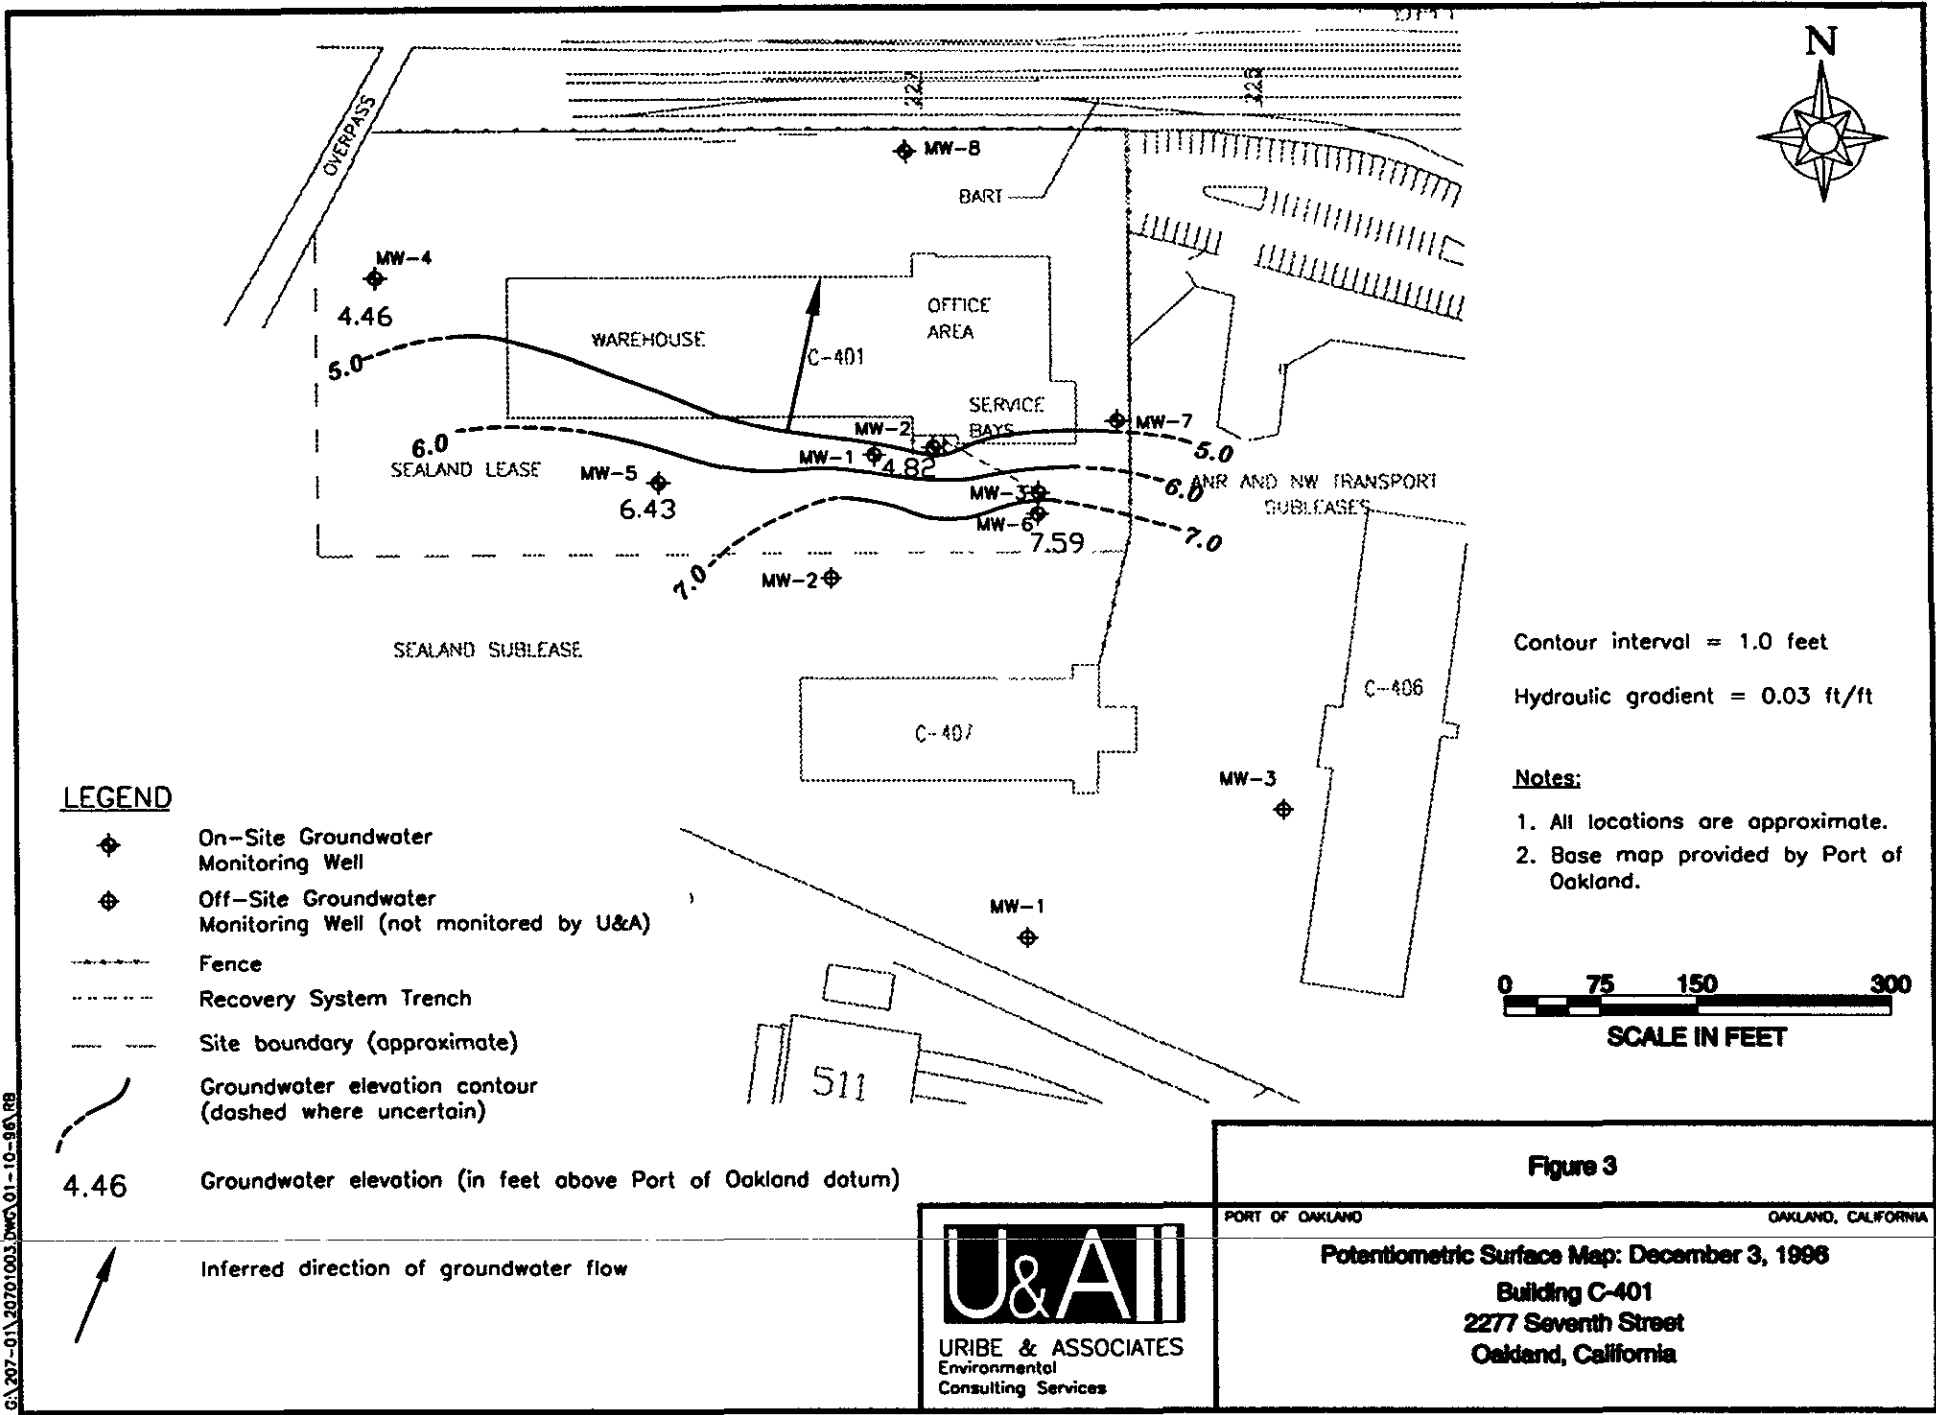 N
OVERPASS
MW-8
BART
MW-4
4.46
OFFICE
AREA
WAREHOUSE
C-401
5.0
SERVICE
BAYS
MW-7
MW-2
6.0
5.0
MW-1
4.82
SEALAND LEASE
MW-5
6.43
MW-3
6.0
ANR AND NW TRANSPORT
SUBLEASES
MW-6
7.59
7.0
7.0
MW-2
SEALAND SUBLEASE
Contour interval = 1.0 feet
Hydraulic gradient = 0.03 ft/ft
C-406
C-407
MW-3
Notes:
1. All locations are approximate.
2. Base map provided by Port of
Oakland.
MW-1
0 75 150 300
SCALE IN FEET
511
LEGEND
On-Site Groundwater
Monitoring Well
Off-Site Groundwater
Monitoring Well (not monitored by U&A)
Fence
Recovery System Trench
Site boundary (approximate)
Groundwater elevation contour
(dashed where uncertain)
4.46
Groundwater elevation (in feet above Port of Oakland datum)
Inferred direction of groundwater flow
G:\207-01\20701003.DWG\01-10-96\RB
U&A
URIBE & ASSOCIATES
Environmental
Consulting Services
Figure 3
PORT OF OAKLAND
OAKLAND, CALIFORNIA
Potentiometric Surface Map: December 3, 1996
Building C-401
2277 Seventh Street
Oakland, California